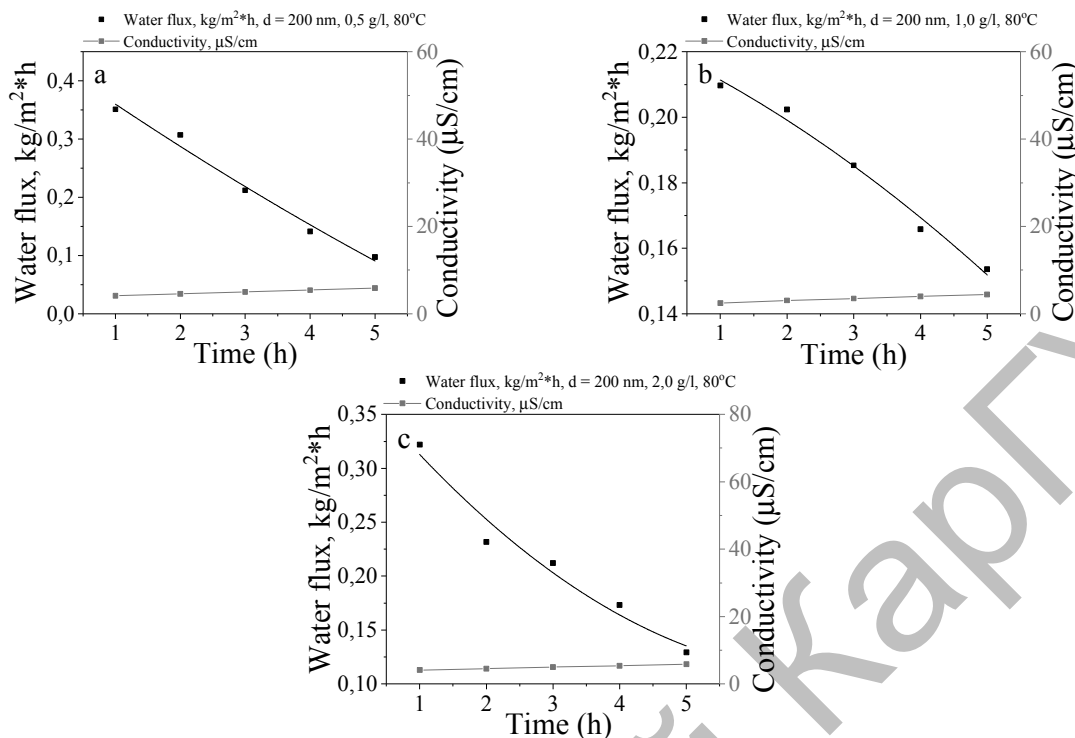 Water flux, kg/m²*h, d = 200 nm, 0,5 g/l, 80°C
Conductivity, µS/cm
a
Water flux, kg/m²*h
0,4
0,3
0,2
0,1
0,0
60
40
20
0
Conductivity (µS/cm)
1 2 3 4 5
Time (h)
Water flux, kg/m²*h, d = 200 nm, 1,0 g/l, 80°C
Conductivity, µS/cm
b
Water flux, kg/m²*h
0,22
0,20
0,18
0,16
0,14
60
40
20
0
Conductivity (µS/cm)
1 2 3 4 5
Time (h)
Water flux, kg/m²*h, d = 200 nm, 2,0 g/l, 80°C
Conductivity, µS/cm
c
Water flux, kg/m²*h
0,35
0,30
0,25
0,20
0,15
0,10
80
60
40
20
0
Conductivity (µS/cm)
1 2 3 4 5
Time (h)